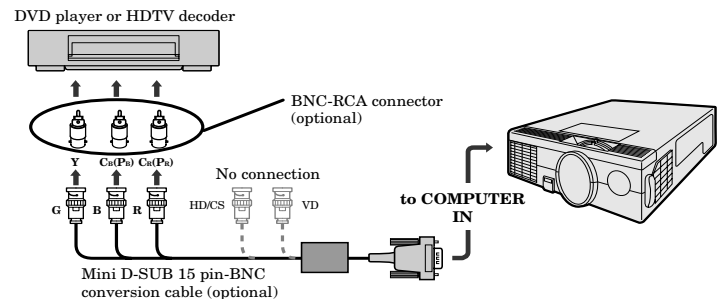 DVD player or HDTV decoder
BNC-RCA connector
(optional)
Y CB(PB) CR(PR)
No connection
G B R HD/CS VD
to COMPUTER
IN
Mini D-SUB 15 pin-BNC
conversion cable (optional)